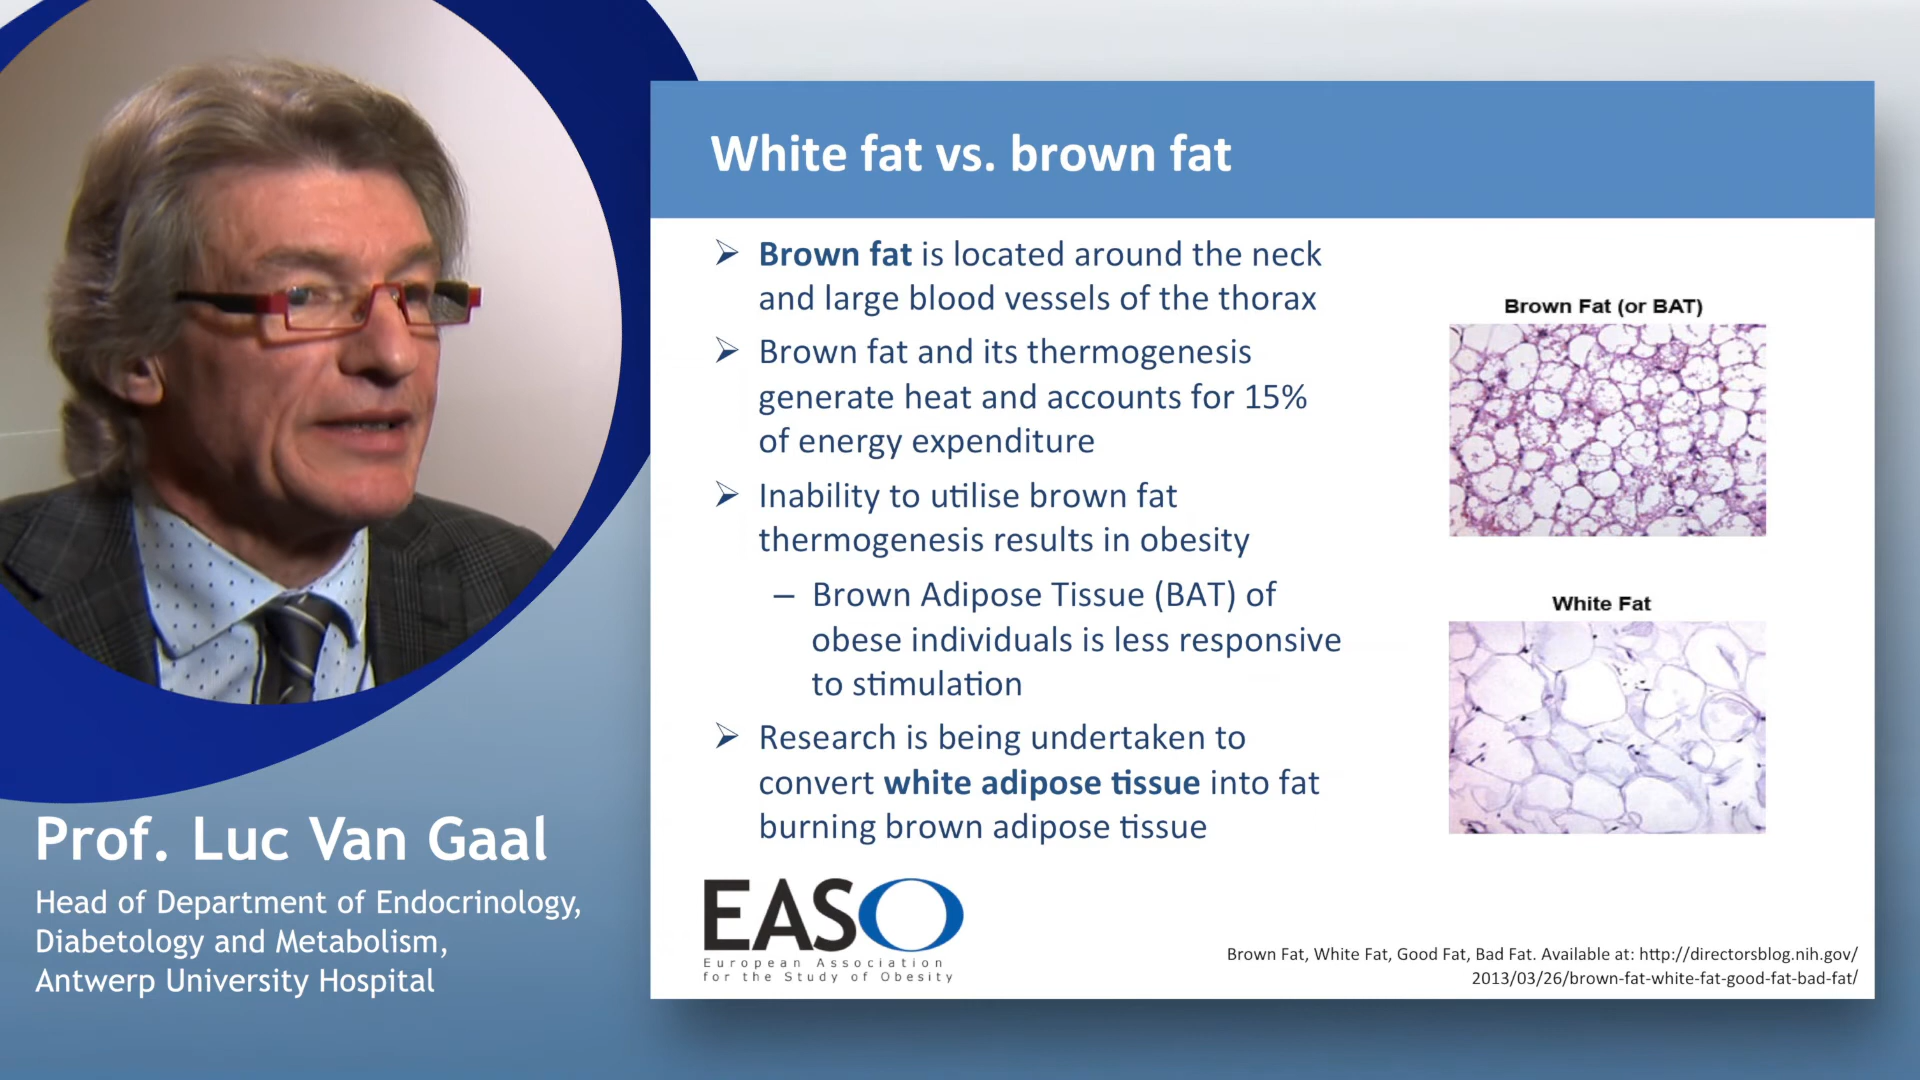 White fat vs. brown fat
➢ Brown fat is located around the neck
and large blood vessels of the thorax
➢ Brown fat and its thermogenesis
generate heat and accounts for 15%
of energy expenditure
➢ Inability to utilise brown fat
thermogenesis results in obesity
– Brown Adipose Tissue (BAT) of
obese individuals is less responsive
to stimulation
➢ Research is being undertaken to
convert white adipose tissue into fat
burning brown adipose tissue
Brown Fat (or BAT)
White Fat
EASO
European Association
for the Study of Obesity
Brown Fat, White Fat, Good Fat, Bad Fat. Available at: http://directorsblog.nih.gov/
2013/03/26/brown-fat-white-fat-good-fat-bad-fat/
Prof. Luc Van Gaal
Head of Department of Endocrinology,
Diabetology and Metabolism,
Antwerp University Hospital